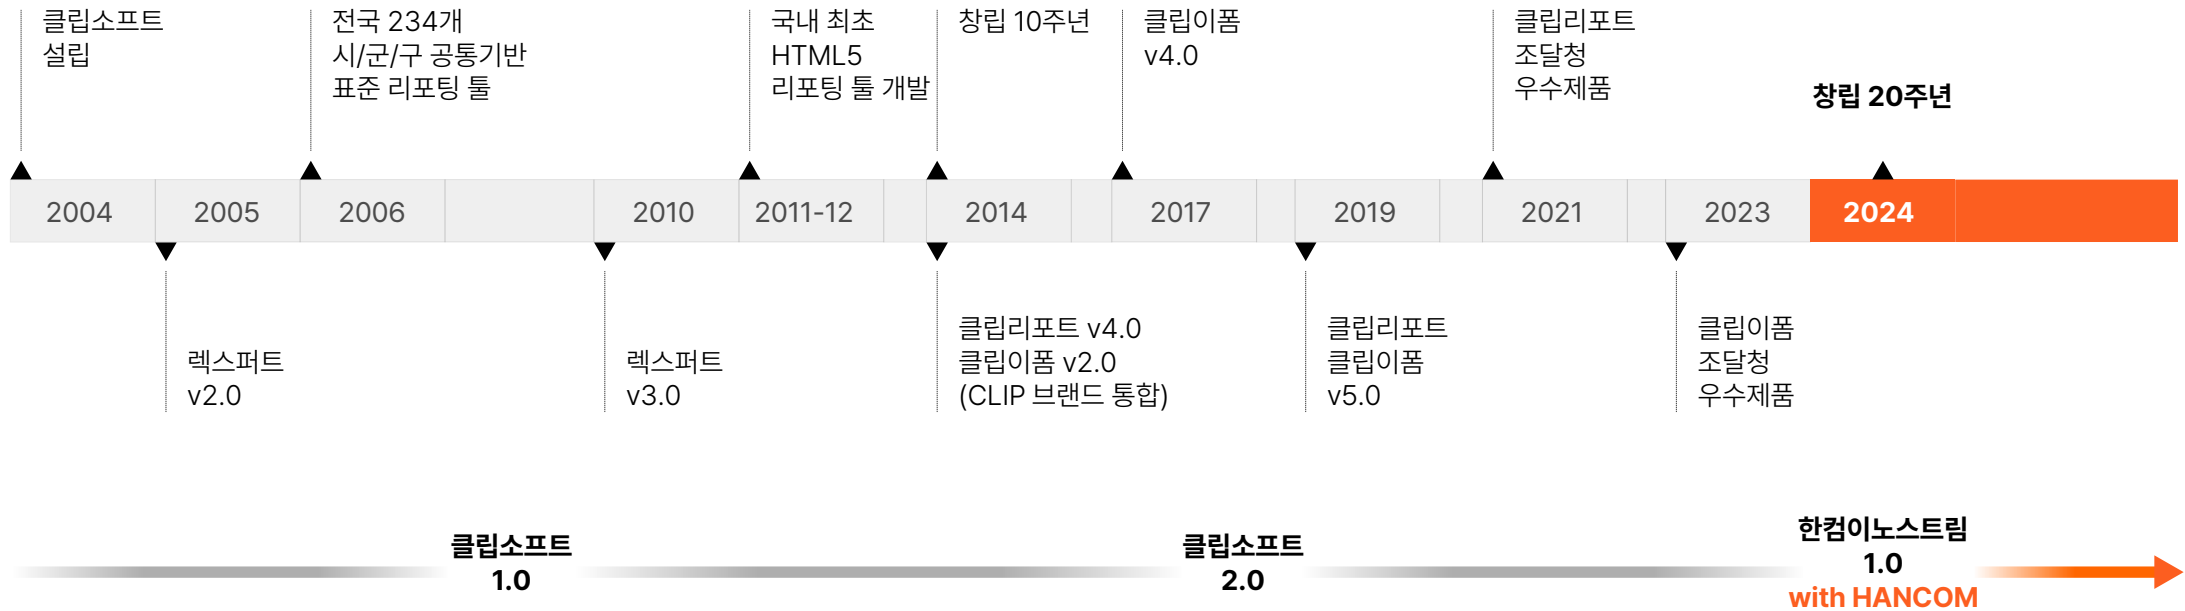 클립소프트
설립
전국 234개
시/군/구 공통기반
표준 리포팅 툴
국내 최초
HTML5
리포팅 툴 개발
창립 10주년
클립이폼
v4.0
클립리포트
조달청
우수제품
창립 20주년
2004
2005
2006
2010
2011-12
2014
2017
2019
2021
2023
2024
렉스퍼트
v2.0
렉스퍼트
v3.0
클립리포트 v4.0
클립이폼 v2.0
(CLIP 브랜드 통합)
클립리포트
클립이폼
v5.0
클립이폼
조달청
우수제품
클립소프트
1.0
클립소프트
2.0
한컴이노스트림
1.0
with HANCOM